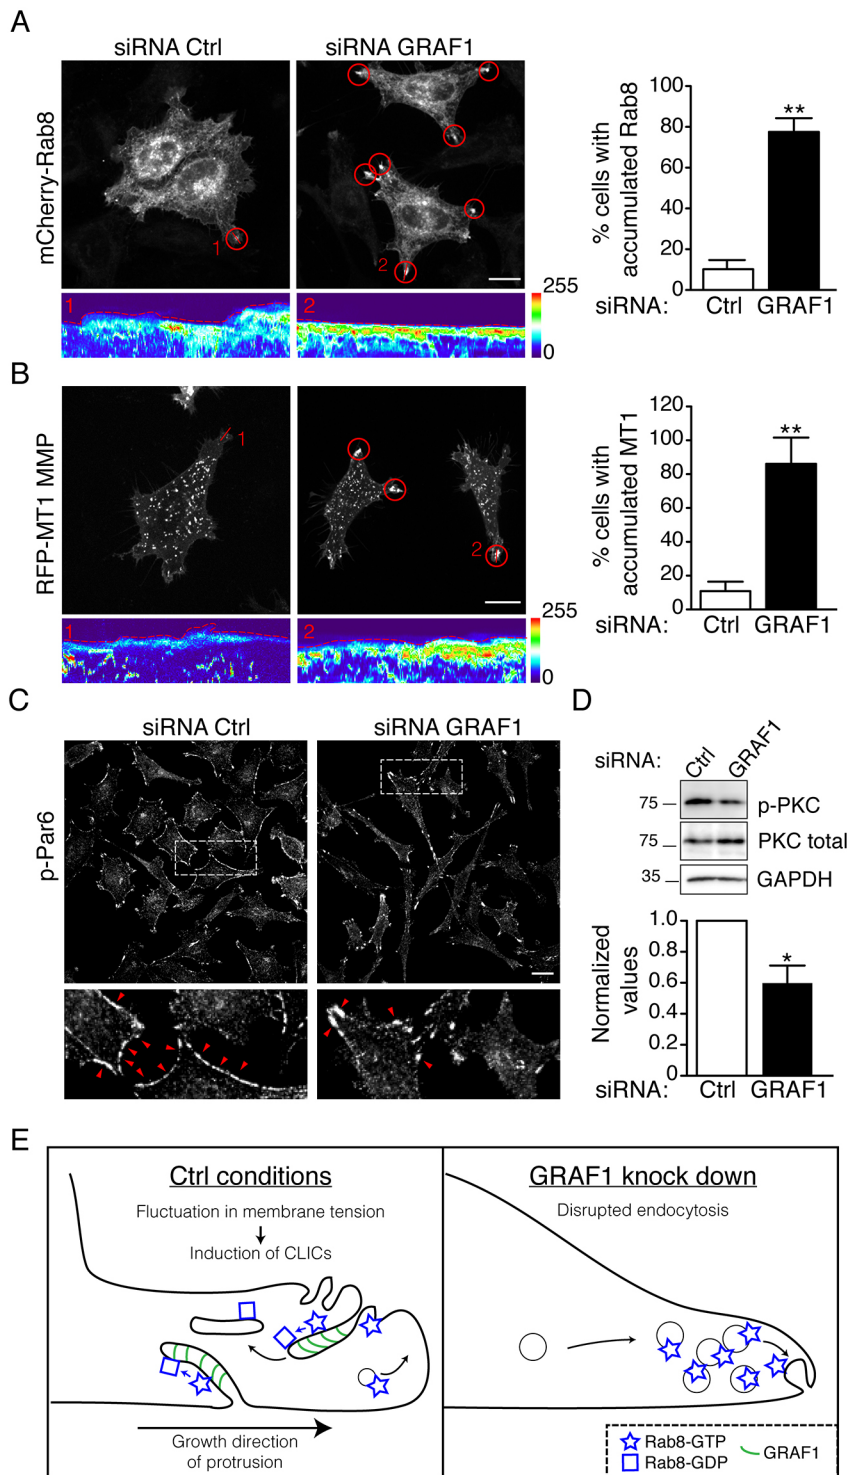 A
siRNA Ctrl
siRNA GRAF1
mCherry-Rab8
1
2
1
2
255
0
% cells with
accumulated Rab8
100
80
60
40
20
0
**
siRNA:
Ctrl
GRAF1
B
RFP-MT1 MMP
1
2
1
2
255
0
% cells with
accumulated MT1
120
100
80
60
40
20
0
**
siRNA:
Ctrl
GRAF1
C
siRNA Ctrl
siRNA GRAF1
p-Par6
D
siRNA:
Ctrl
GRAF1
75
p-PKC
75
PKC total
35
GAPDH
Normalized
values
1.0
0.8
0.6
0.4
0.2
0
*
siRNA:
Ctrl
GRAF1
E
Ctrl conditions
Fluctuation in membrane tension
Induction of CLICs
Growth direction
of protrusion
GRAF1 knock down
Disrupted endocytosis
Rab8-GTP
Rab8-GDP
GRAF1